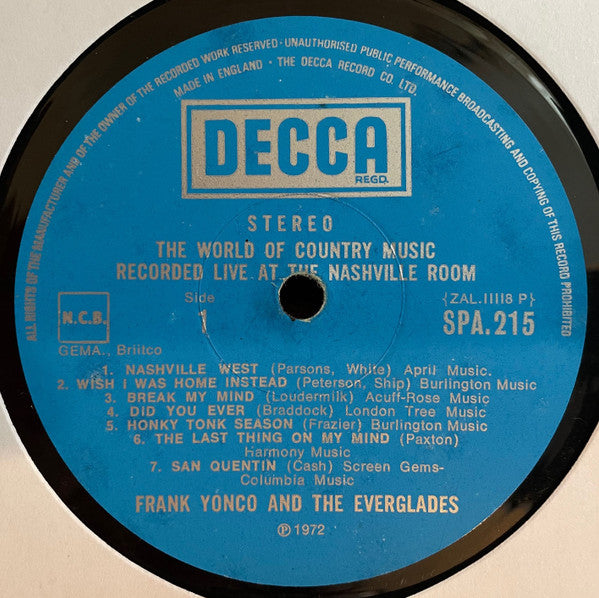 ALL RIGHTS OF THE MANUFACTURER AND OF THE OWNER OF THE RECORDED WORK RESERVED · UNAUTHORISED PUBLIC PERFORMANCE BROADCASTING AND COPYING OF THIS RECORD PROHIBITED
MADE IN ENGLAND · THE DECCA RECORD CO. LTD.
DECCA
REGD.
STEREO
THE WORLD OF COUNTRY MUSIC
RECORDED LIVE AT THE NASHVILLE ROOM
Side
1
{ZAL.11118 P}
SPA.215
N.C.B.
GEMA., Briitco
1. NASHVILLE WEST (Parsons, White) April Music.
2. WISH I WAS HOME INSTEAD (Peterson, Ship) Burlington Music
3. BREAK MY MIND (Loudermilk) Acuff-Rose Music
4. DID YOU EVER (Braddock) London Tree Music
5. HONKY TONK SEASON (Frazier) Burlington Music
6. THE LAST THING ON MY MIND (Paxton)
Harmony Music
7. SAN QUENTIN (Cash) Screen Gems-
Columbia Music
FRANK YONCO AND THE EVERGLADES
℗ 1972